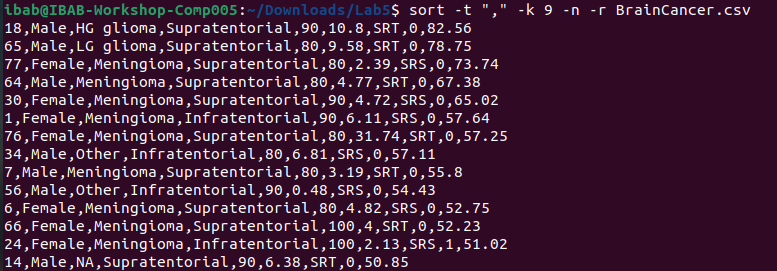 ibab@IBAB-Workshop-Comp005:~/Downloads/Lab5$ sort -t "," -k 9 -n -r BrainCancer.csv
18,Male,HG glioma,Supratentorial,90,10.8,SRT,0,82.56
65,Male,LG glioma,Supratentorial,80,9.58,SRT,0,78.75
77,Female,Meningioma,Supratentorial,80,2.39,SRS,0,73.74
64,Male,Meningioma,Supratentorial,80,4.77,SRT,0,67.38
30,Female,Meningioma,Supratentorial,90,4.72,SRS,0,65.02
1,Female,Meningioma,Infratentorial,90,6.11,SRS,0,57.64
76,Female,Meningioma,Supratentorial,80,31.74,SRT,0,57.25
34,Male,Other,Infratentorial,80,6.81,SRS,0,57.11
7,Male,Meningioma,Supratentorial,80,3.19,SRT,0,55.8
56,Male,Other,Infratentorial,90,0.48,SRS,0,54.43
6,Female,Meningioma,Supratentorial,80,4.82,SRS,0,52.75
66,Female,Meningioma,Supratentorial,100,4,SRT,0,52.23
24,Female,Meningioma,Infratentorial,100,2.13,SRS,1,51.02
14,Male,NA,Supratentorial,90,6.38,SRT,0,50.85